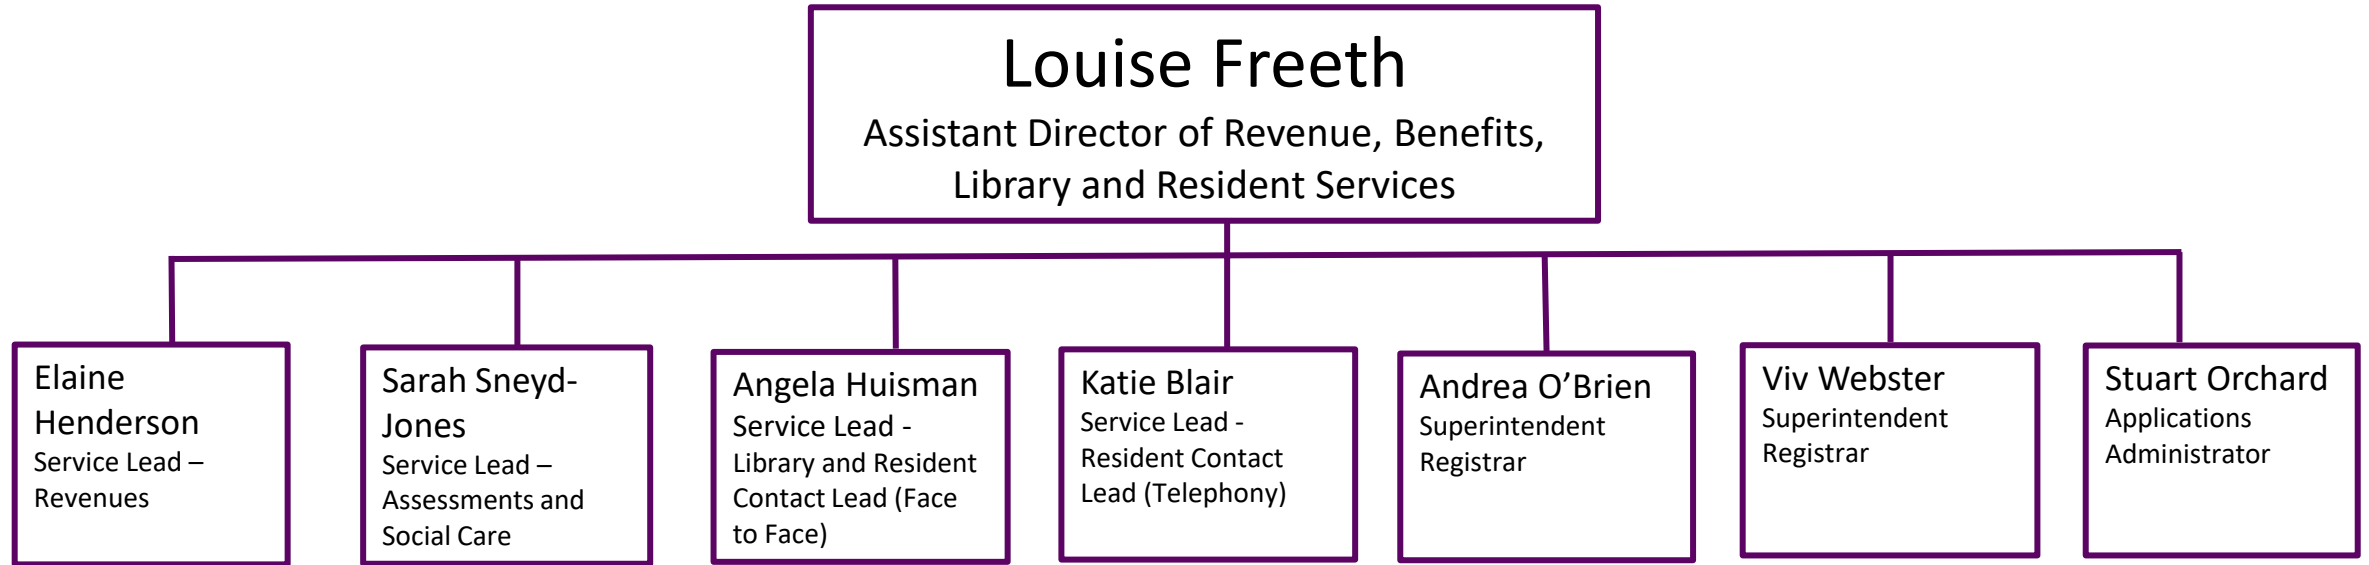 Louise Freeth
Assistant Director of Revenue, Benefits,
Library and Resident Services
Elaine
Henderson
Service Lead –
Revenues
Sarah Sneyd-
Jones
Service Lead –
Assessments and
Social Care
Angela Huisman
Service Lead -
Library and Resident
Contact Lead (Face
to Face)
Katie Blair
Service Lead -
Resident Contact
Lead (Telephony)
Andrea O’Brien
Superintendent
Registrar
Viv Webster
Superintendent
Registrar
Stuart Orchard
Applications
Administrator